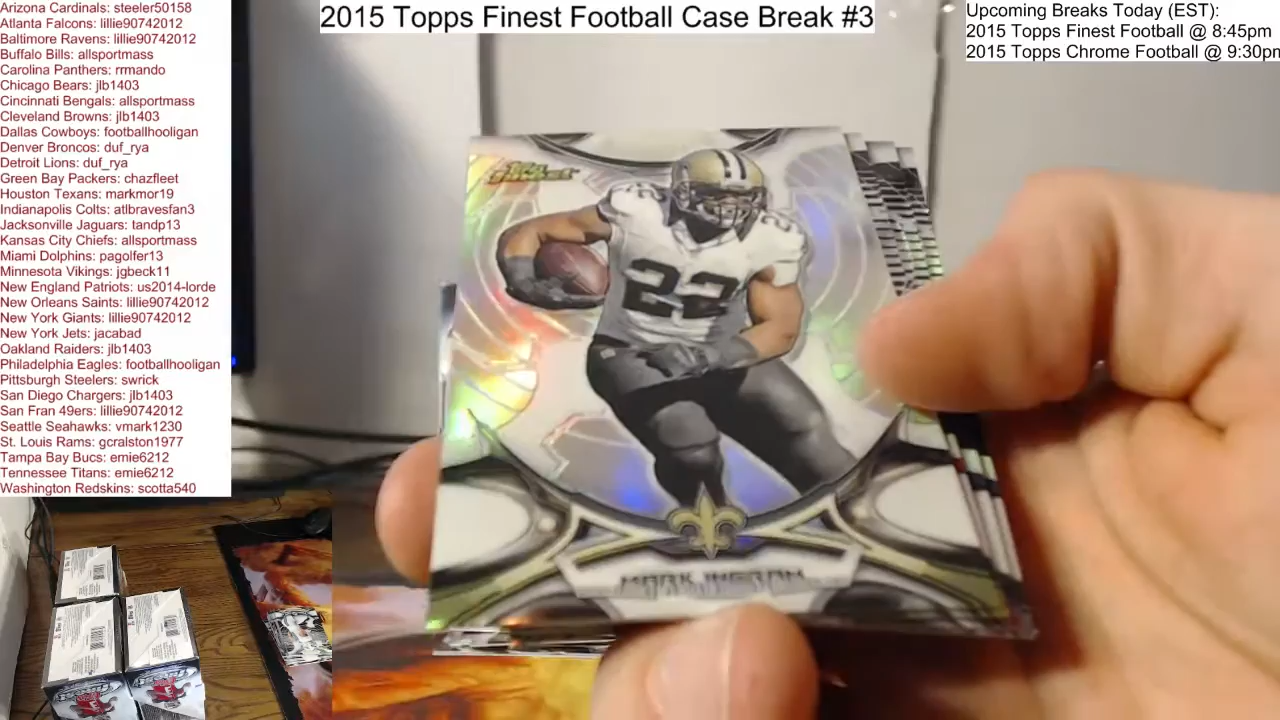 Arizona Cardinals: steeler50158
Atlanta Falcons: lillie90742012
Baltimore Ravens: lillie90742012
Buffalo Bills: allsportmass
Carolina Panthers: rrmando
Chicago Bears: jlb1403
Cincinnati Bengals: allsportmass
Cleveland Browns: jlb1403
Dallas Cowboys: footballhooligan
Denver Broncos: duf_rya
Detroit Lions: duf_rya
Green Bay Packers: chazfleet
Houston Texans: markmor19
Indianapolis Colts: atlbravesfan3
Jacksonville Jaguars: tandp13
Kansas City Chiefs: allsportmass
Miami Dolphins: pagolfer13
Minnesota Vikings: jgbeck11
New England Patriots: us2014-lorde
New Orleans Saints: lillie90742012
New York Giants: lillie90742012
New York Jets: jacabad
Oakland Raiders: jlb1403
Philadelphia Eagles: footballhooligan
Pittsburgh Steelers: swrick
San Diego Chargers: jlb1403
San Fran 49ers: lillie90742012
Seattle Seahawks: vmark1230
St. Louis Rams: gcralston1977
Tampa Bay Bucs: ernie6212
Tennessee Titans: ernie6212
Washington Redskins: scotta540
2015 Topps Finest Football Case Break #3
Upcoming Breaks Today (EST):
2015 Topps Finest Football @ 8:45pm
2015 Topps Chrome Football @ 9:30pm
22
MARK INGRAM